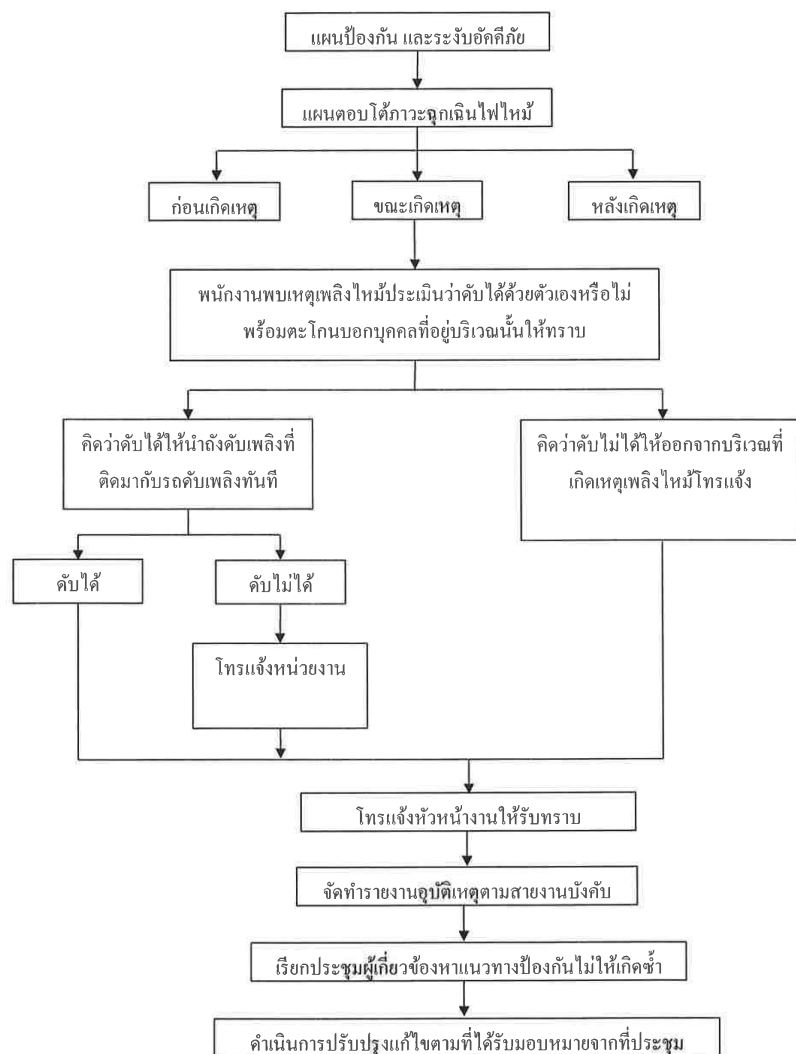 แผนป้องกัน และระงับอัคคีภัย
แผนตอบโต้ภาวะฉุกเฉินไฟไหม้
ก่อนเกิดเหตุ
ขณะเกิดเหตุ
หลังเกิดเหตุ
พนักงานพบเหตุเพลิงไหม้ประเมินว่าดับได้ด้วยตัวเองหรือไม่
พร้อมตะโกนบอกบุคคลที่อยู่บริเวณนั้นให้ทราบ
คิดว่าดับได้ให้นำถังดับเพลิงที่
ติดมากับรถดับเพลิงทันที
คิดว่าดับไม่ได้ให้ออกจากบริเวณที่
เกิดเหตุเพลิงไหม้โทรแจ้ง
ดับได้
ดับไม่ได้
โทรแจ้งหน่วยงาน
โทรแจ้งหัวหน้างานให้รับทราบ
จัดทำรายงานอุบัติเหตุตามสายงานบังคับ
เรียกประชุมผู้เกี่ยวข้องหาแนวทางป้องกันไม่ให้เกิดซ้ำ
ดำเนินการปรับปรุงแก้ไขตามที่ได้รับมอบหมายจากที่ประชุม